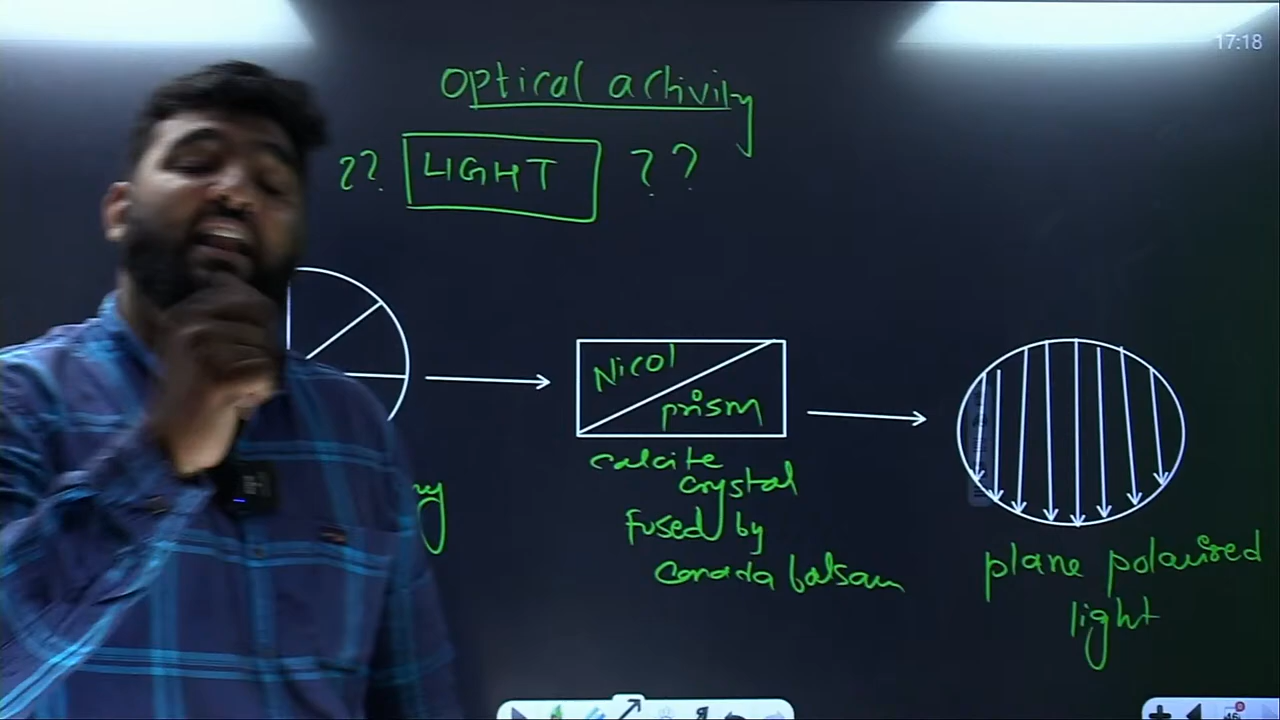 17:18
Optical activity
?? LIGHT ??
Nicol
prism
calcite
crystal
fused by
Canada balsam
plane polarised
light